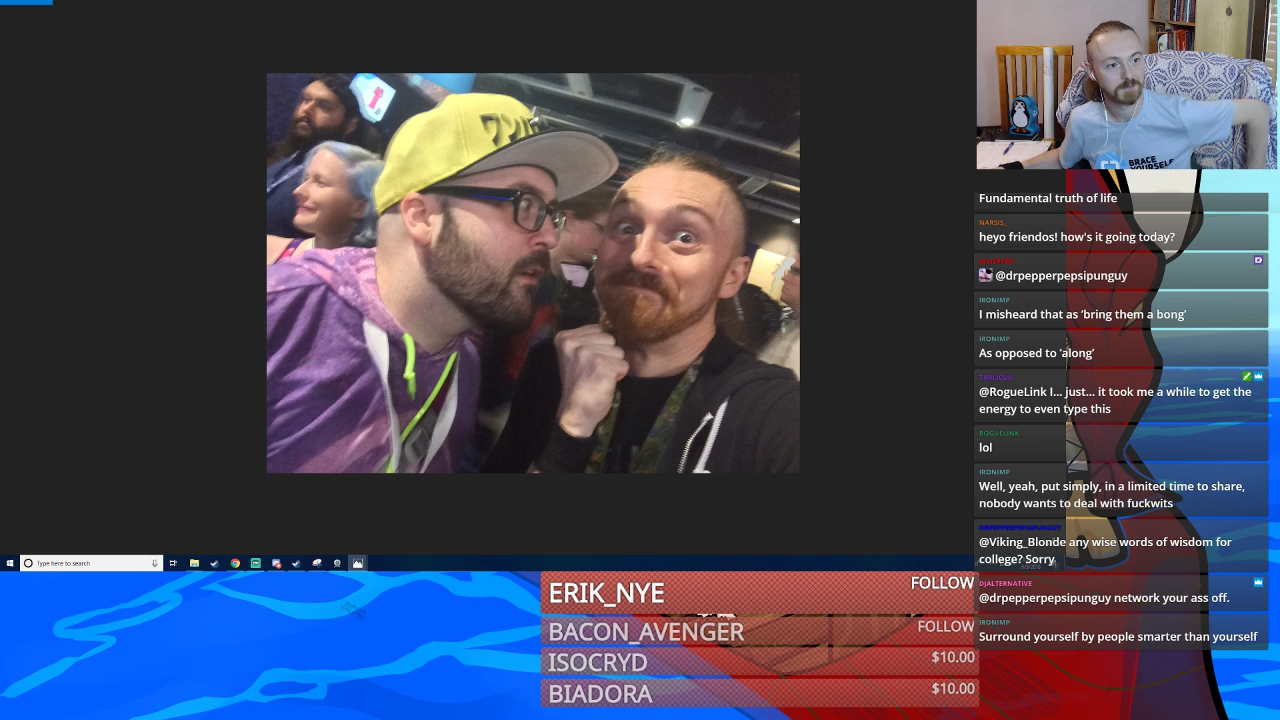 BRACE
YOURSELF
Fundamental truth of life
NARSIS_
heyo friendos! how's it going today?
@drpepperpepsipunguy
IRONIMP
I misheard that as 'bring them a bong'
IRONIMP
As opposed to 'along'
@RogueLink I... just... it took me a while to get the
energy to even type this
ROGUELINK
lol
IRONIMP
Well, yeah, put simply, in a limited time to share,
nobody wants to deal with fuckwits
DRPEPPERPEPSIPUNGUY
@Viking_Blonde any wise words of wisdom for
college? Sorry
DJALTERNATIVE
@drpepperpepsipunguy network your ass off.
IRONIMP
Surround yourself by people smarter than yourself
Type here to search
ERIK_NYE FOLLOW
BACON_AVENGER FOLLOW
ISOCRYD $10.00
BIADORA $10.00